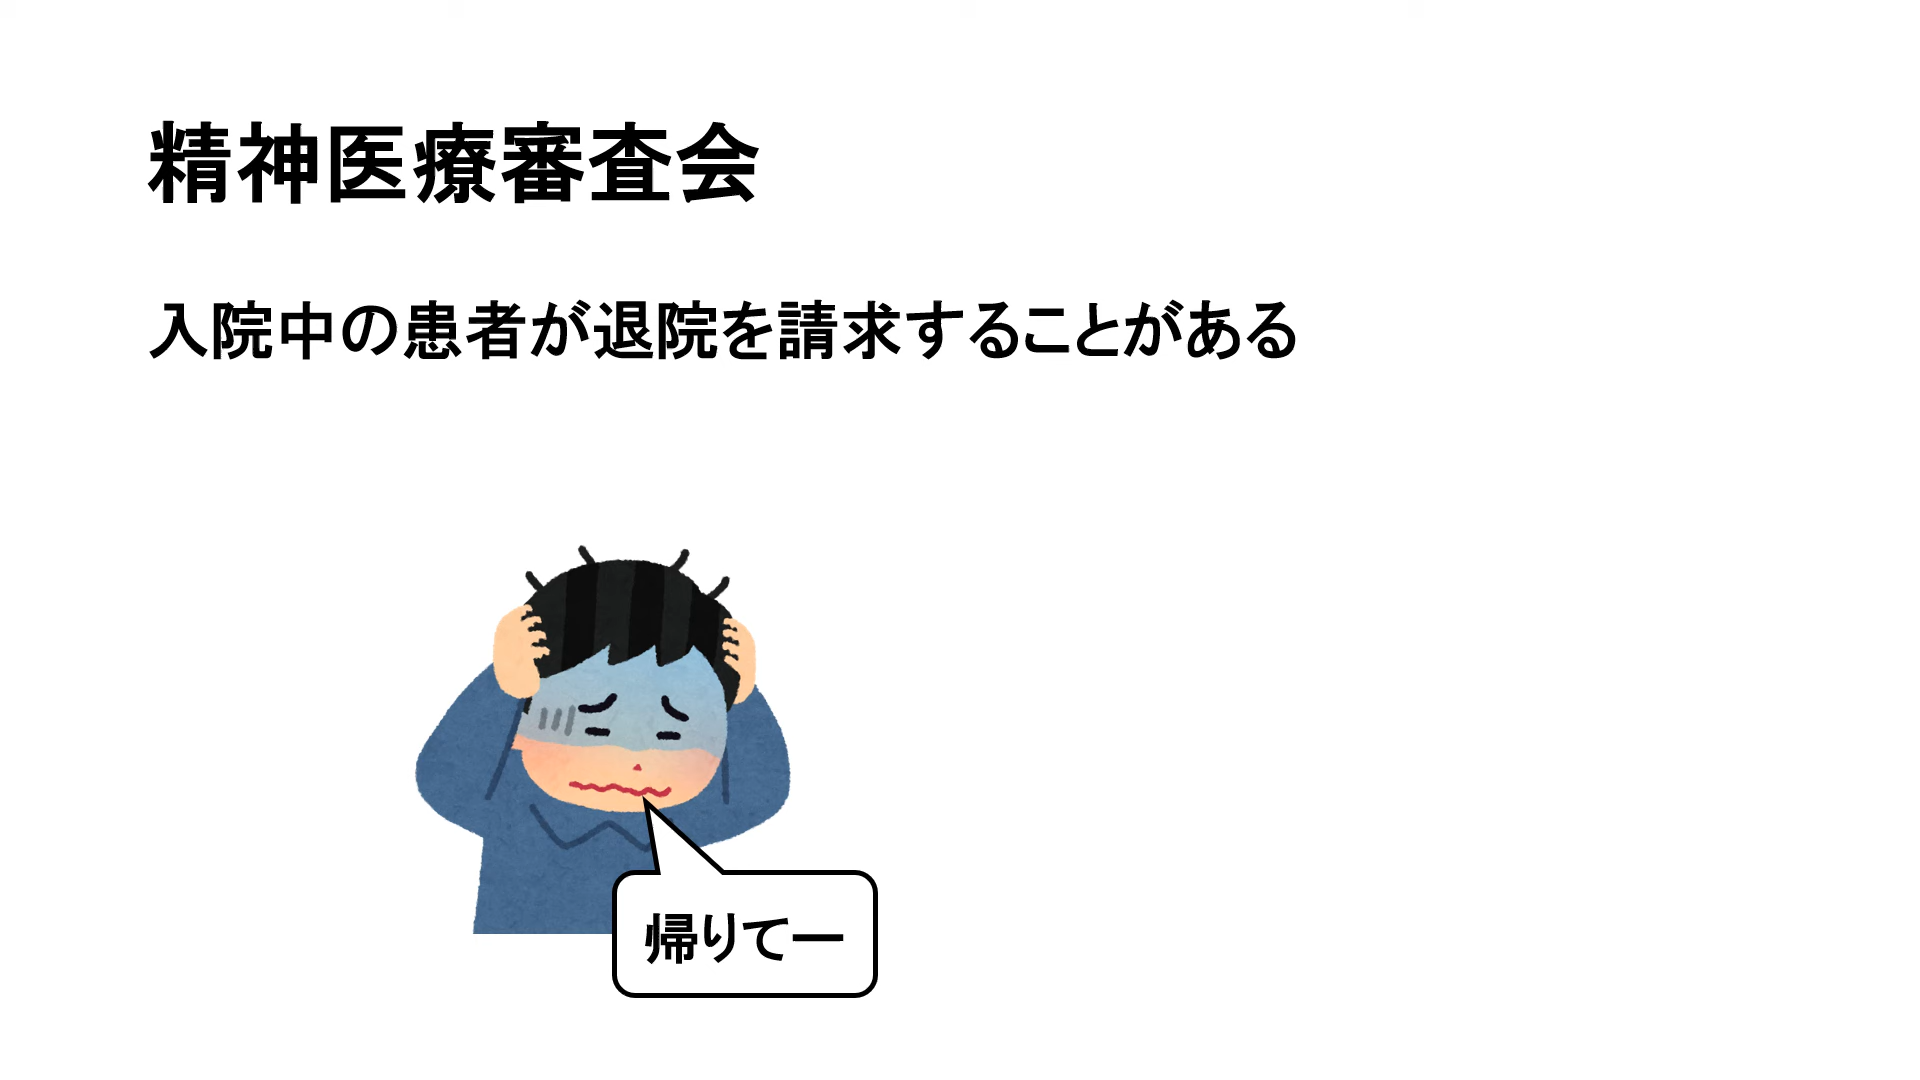 精神医療審査会
入院中の患者が退院を請求することがある
帰りてー